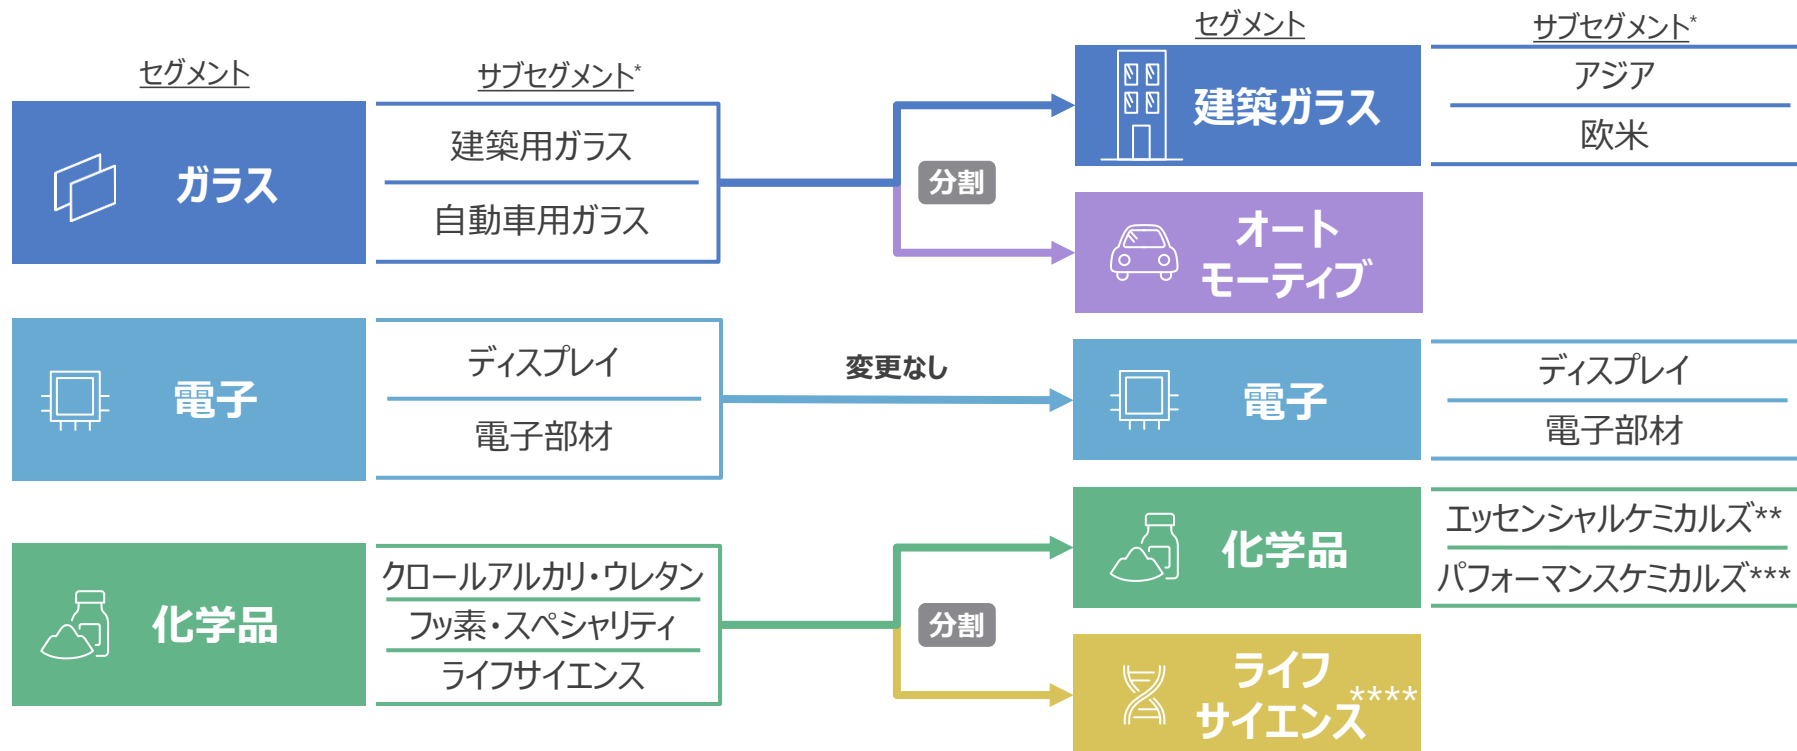 セグメント
サブセグメント*
ガラス
建築用ガラス
自動車用ガラス
電子
ディスプレイ
電子部材
化学品
クロールアルカリ・ウレタン
フッ素・スペシャリティ
ライフサイエンス
分割
変更なし
分割
セグメント
サブセグメント*
建築ガラス
アジア
欧米
オート
モーティブ
電子
ディスプレイ
電子部材
化学品
エッセンシャルケミカルズ**
パフォーマンスケミカルズ***
ライフ
サイエンス****